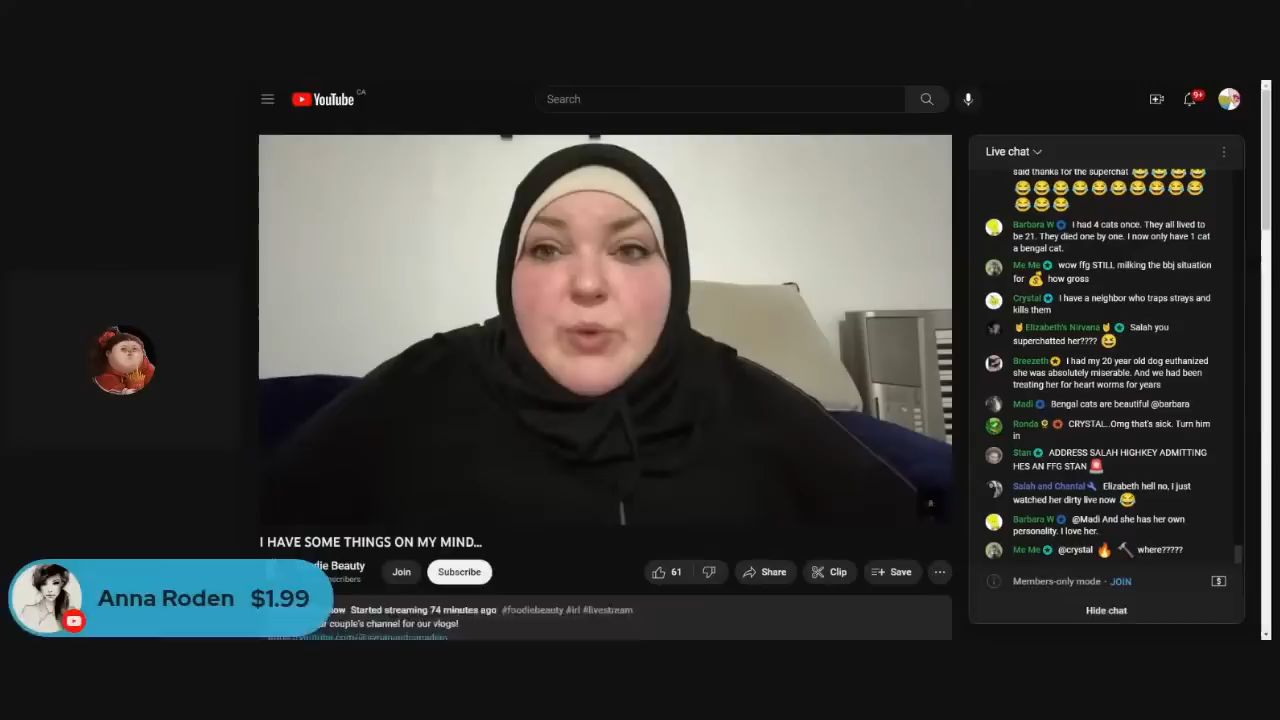 YouTube CA
Search
9+
Live chat
said thanks for the superchat
Barbara W I had 4 cats once. They all lived to
be 21. They died one by one. I now only have 1 cat
a bengal cat.
Me Me wow ffg STILL milking the bbj situation
for how gross
Crystal I have a neighbor who traps strays and
kills them
Elizabeth's Nirvana Salah you
superchatted her????
Breezeth I had my 20 year old dog euthanized
she was absolutely miserable. And we had been
treating her for heart worms for years
Madi Bengal cats are beautiful @barbara
Ronda CRYSTAL..Omg that's sick. Turn him
in
Stan ADDRESS SALAH HIGHKEY ADMITTING
HES AN FFG STAN
Salah and Chantal Elizabeth hell no, I just
watched her dirty live now
Barbara W @Madi And she has her own
personality. I love her.
Me Me @crystal where?????
Members-only mode - JOIN
Hide chat
I HAVE SOME THINGS ON MY MIND...
die Beauty
scribers
Join
Subscribe
61
Share
Clip
Save
ow Started streaming 74 minutes ago #foodiebeauty #irl #livestream
ur couple's channel for our vlogs!
Anna Roden $1.99